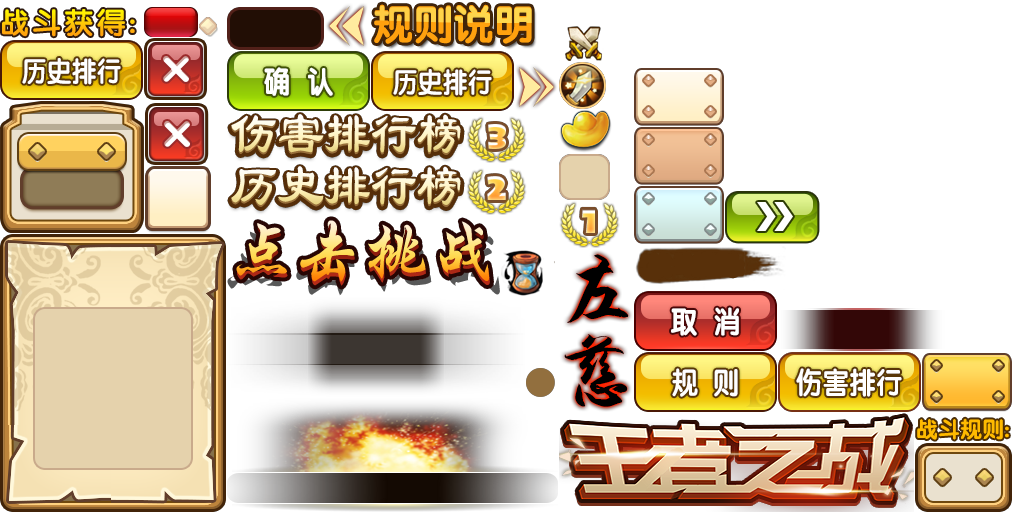 战斗获得:
规则说明
历史排行
确 认
历史排行
伤害排行榜
3
历史排行榜
2
1
点击挑战
左慈
取 消
规 则
伤害排行
王者之战
战斗规则: